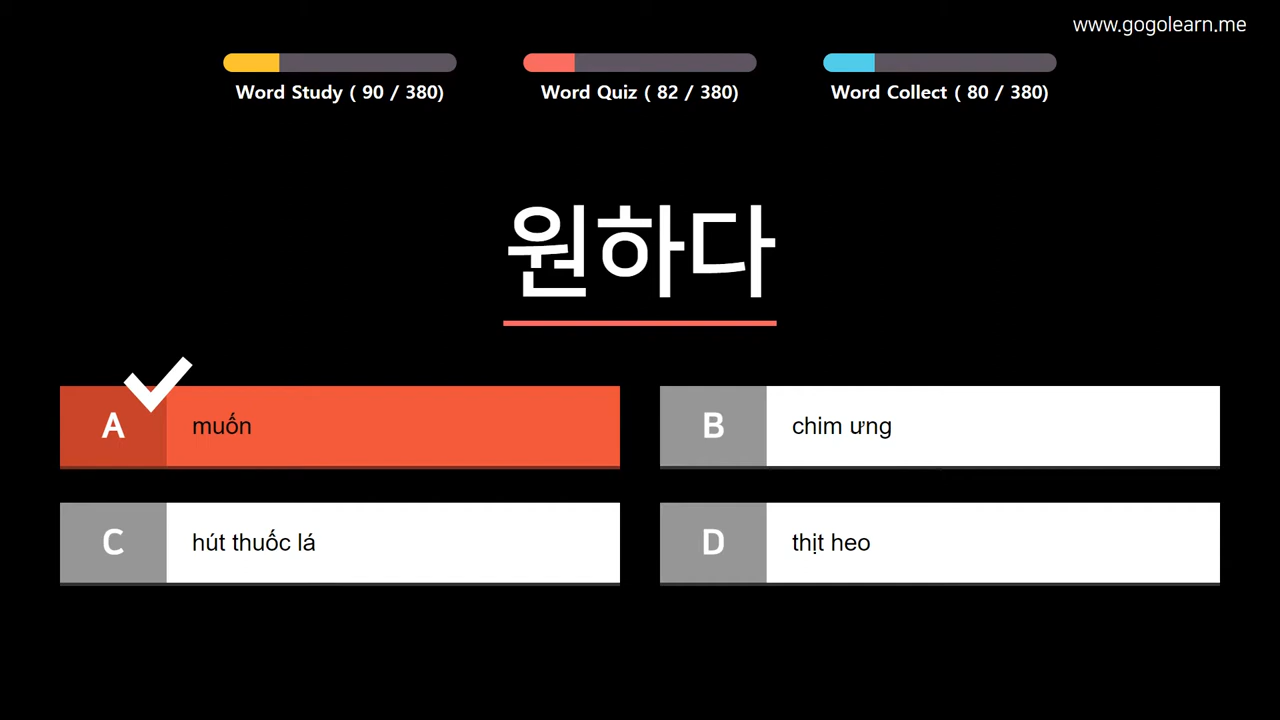 www.gogolearn.me
Word Study ( 90 / 380)
Word Quiz ( 82 / 380)
Word Collect ( 80 / 380)
원하다
A muốn
B chim ưng
C hút thuốc lá
D thịt heo